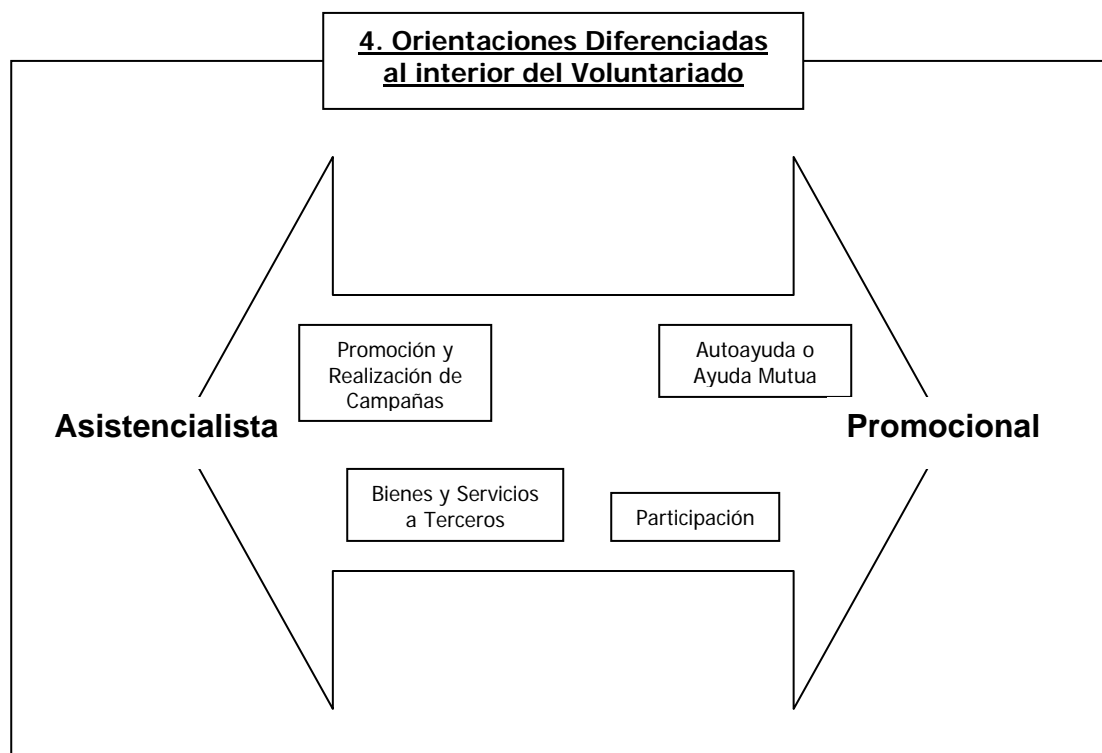 4. Orientaciones Diferenciadas
al interior del Voluntariado
Promoción y
Realización de
Campañas
Autoayuda o
Ayuda Mutua
Asistencialista
Promocional
Bienes y Servicios
a Terceros
Participación